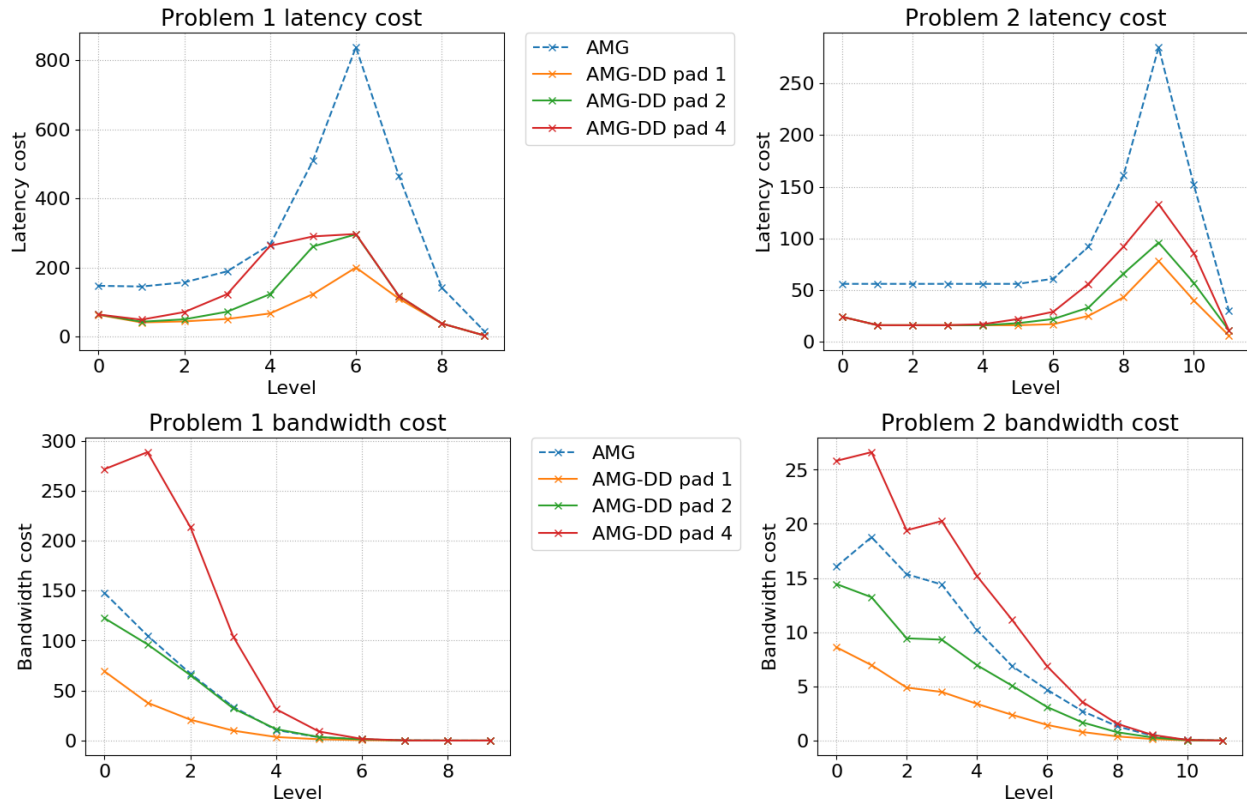 Problem 1 latency cost
800
600
400
200
0
Latency cost
0 2 4 6 8
Level
AMG
AMG-DD pad 1
AMG-DD pad 2
AMG-DD pad 4
Problem 2 latency cost
250
200
150
100
50
0
Latency cost
0 2 4 6 8 10
Level
Problem 1 bandwidth cost
300
250
200
150
100
50
0
Bandwidth cost
0 2 4 6 8
Level
AMG
AMG-DD pad 1
AMG-DD pad 2
AMG-DD pad 4
Problem 2 bandwidth cost
25
20
15
10
5
0
Bandwidth cost
0 2 4 6 8 10
Level